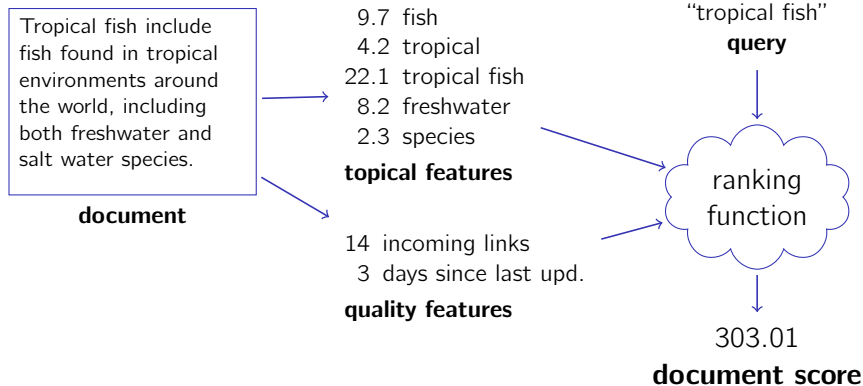 Tropical fish include
fish found in tropical
environments around
the world, including
both freshwater and
salt water species.
document
9.7 fish
4.2 tropical
22.1 tropical fish
8.2 freshwater
2.3 species
topical features
14 incoming links
3 days since last upd.
quality features
“tropical fish”
query
ranking
function
303.01
document score